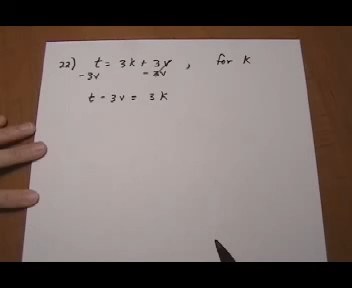 22) t = 3k + 3v , for k
-3v -3v
t - 3v = 3k